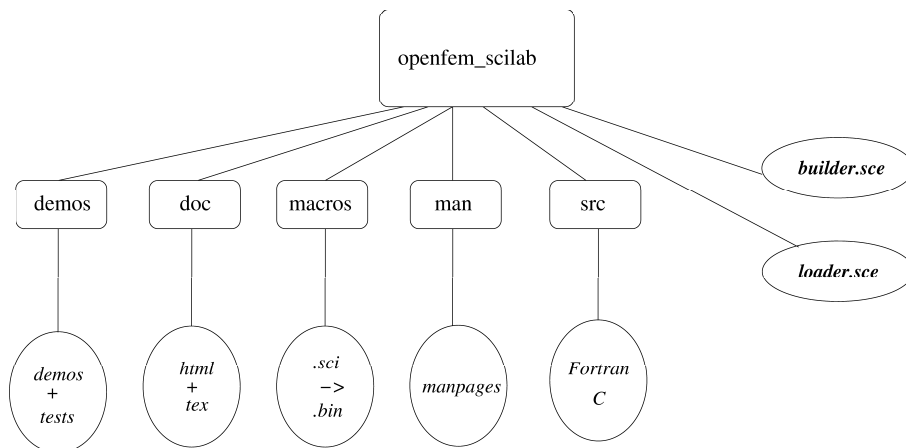 openfem_scilab
builder.sce
demos
doc
macros
man
src
loader.sce
demos
+
tests
html
+
tex
.sci
->
.bin
manpages
Fortran
C